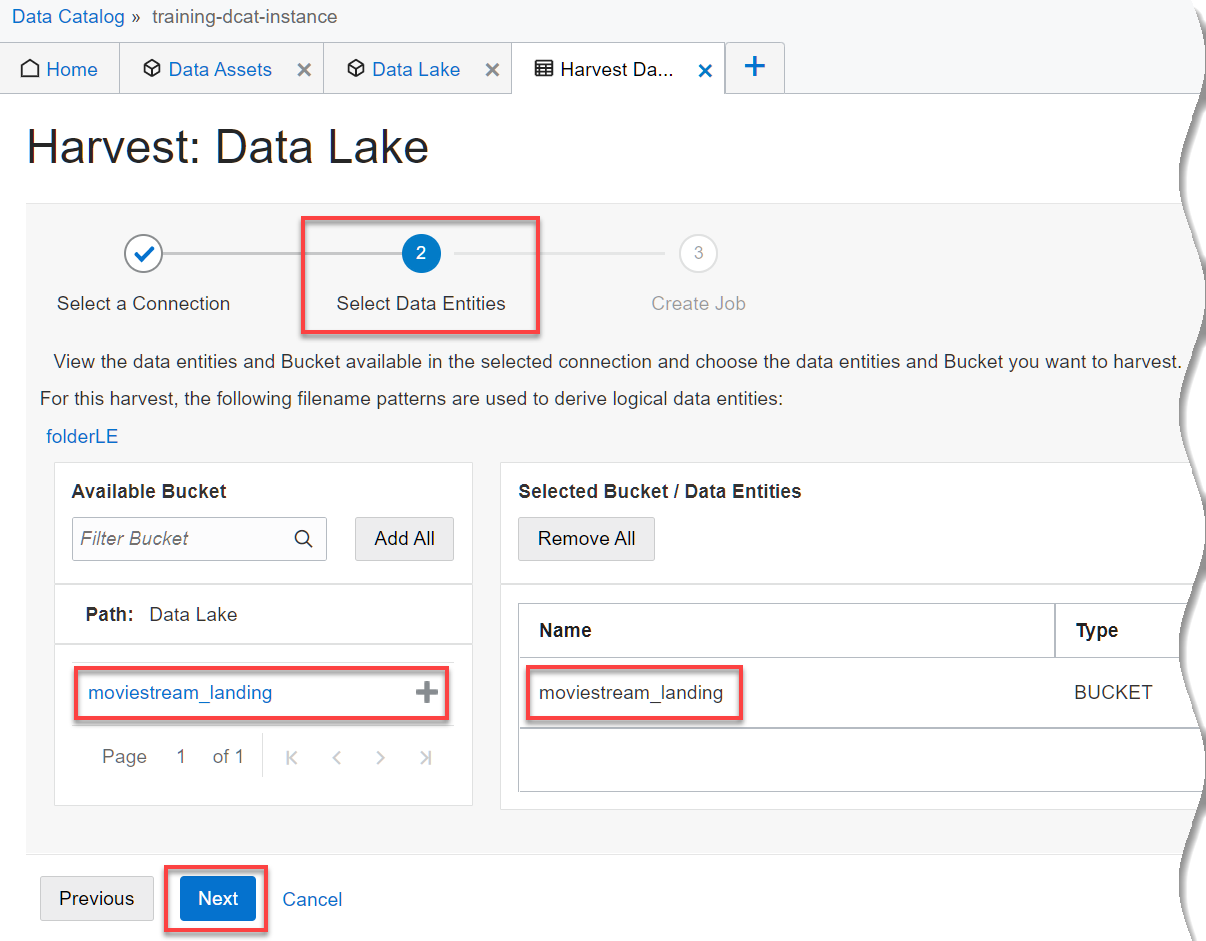 Data Catalog » training-dcat-instance
Home Data Assets Data Lake Harvest Da...
Harvest: Data Lake
2 3
Select a Connection Select Data Entities Create Job
View the data entities and Bucket available in the selected connection and choose the data entities and Bucket you want to harvest.
For this harvest, the following filename patterns are used to derive logical data entities:
folderLE
Available Bucket
Filter Bucket Add All
Path: Data Lake
moviestream_landing
Page 1 of 1
Selected Bucket / Data Entities
Remove All
Name Type
moviestream_landing BUCKET
Previous Next Cancel